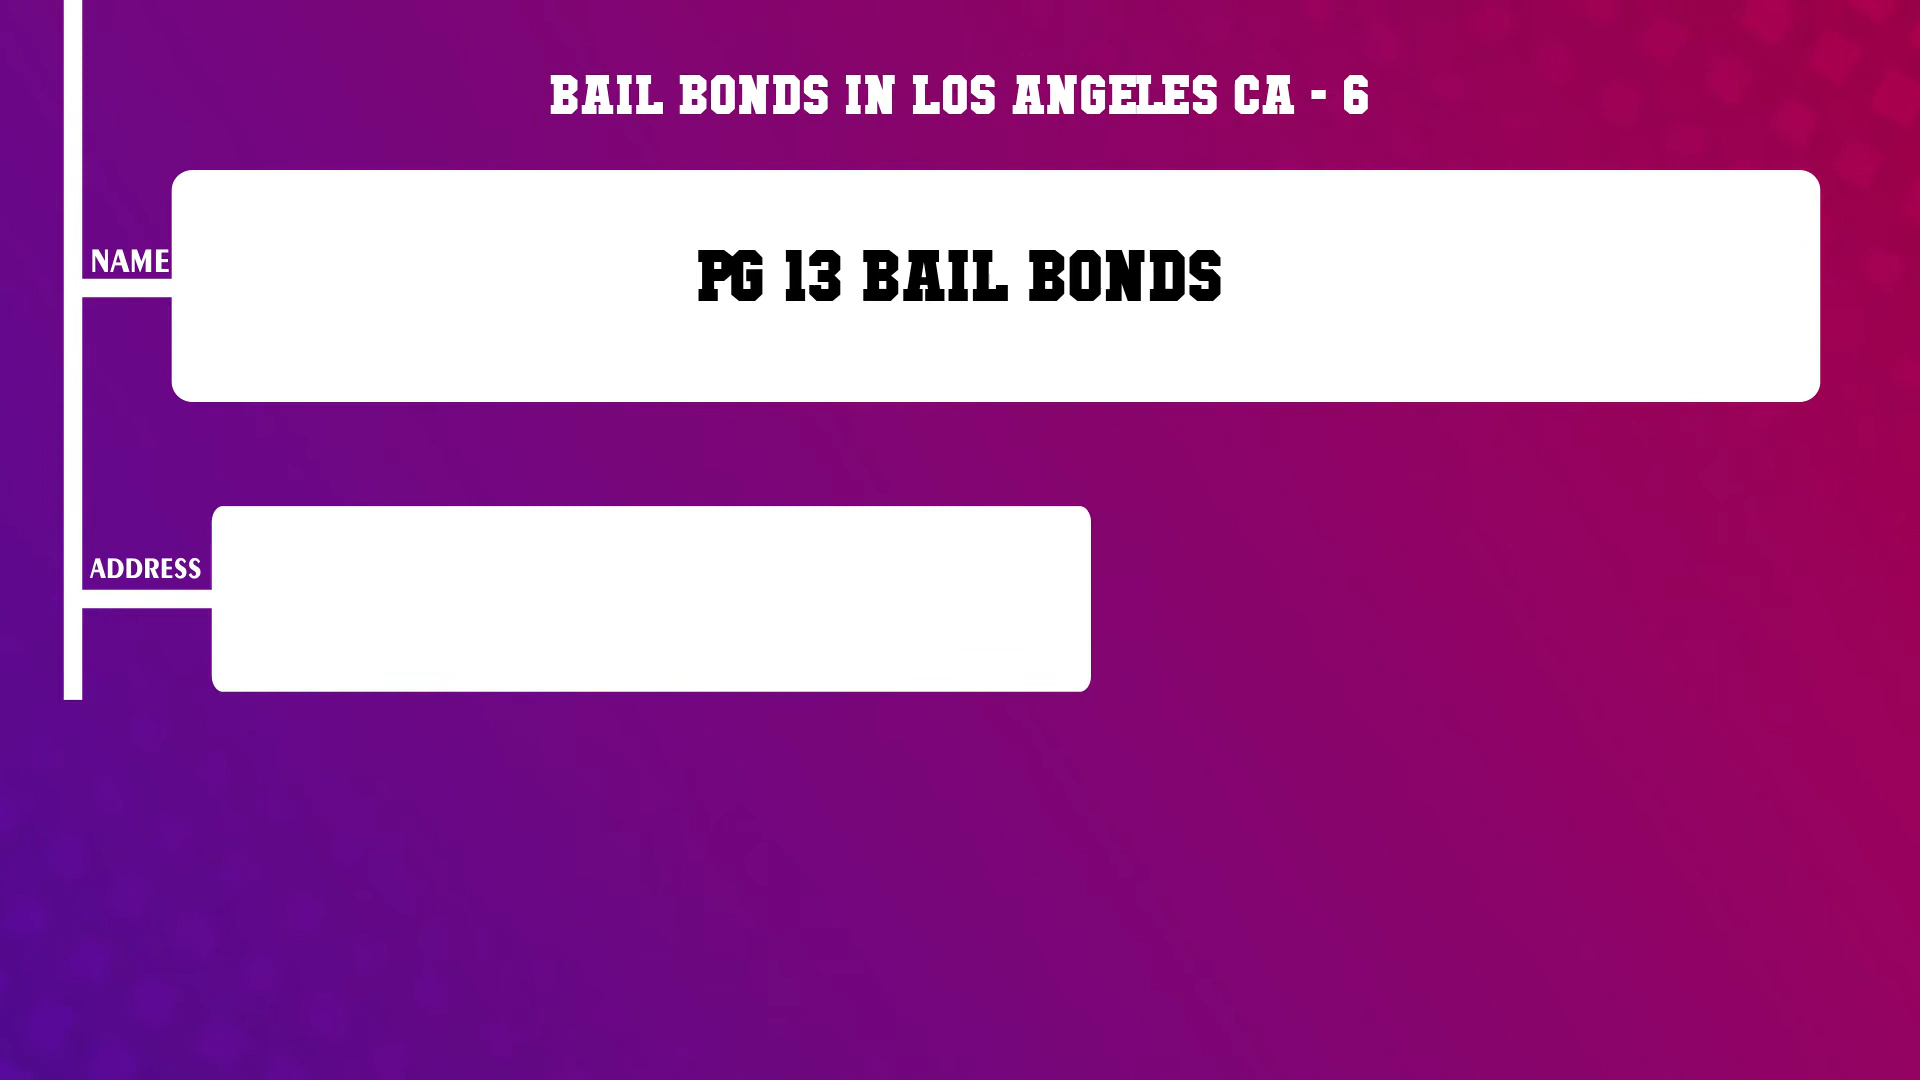 BAIL BONDS IN LOS ANGELES CA - 6
NAME
PG 13 BAIL BONDS
ADDRESS